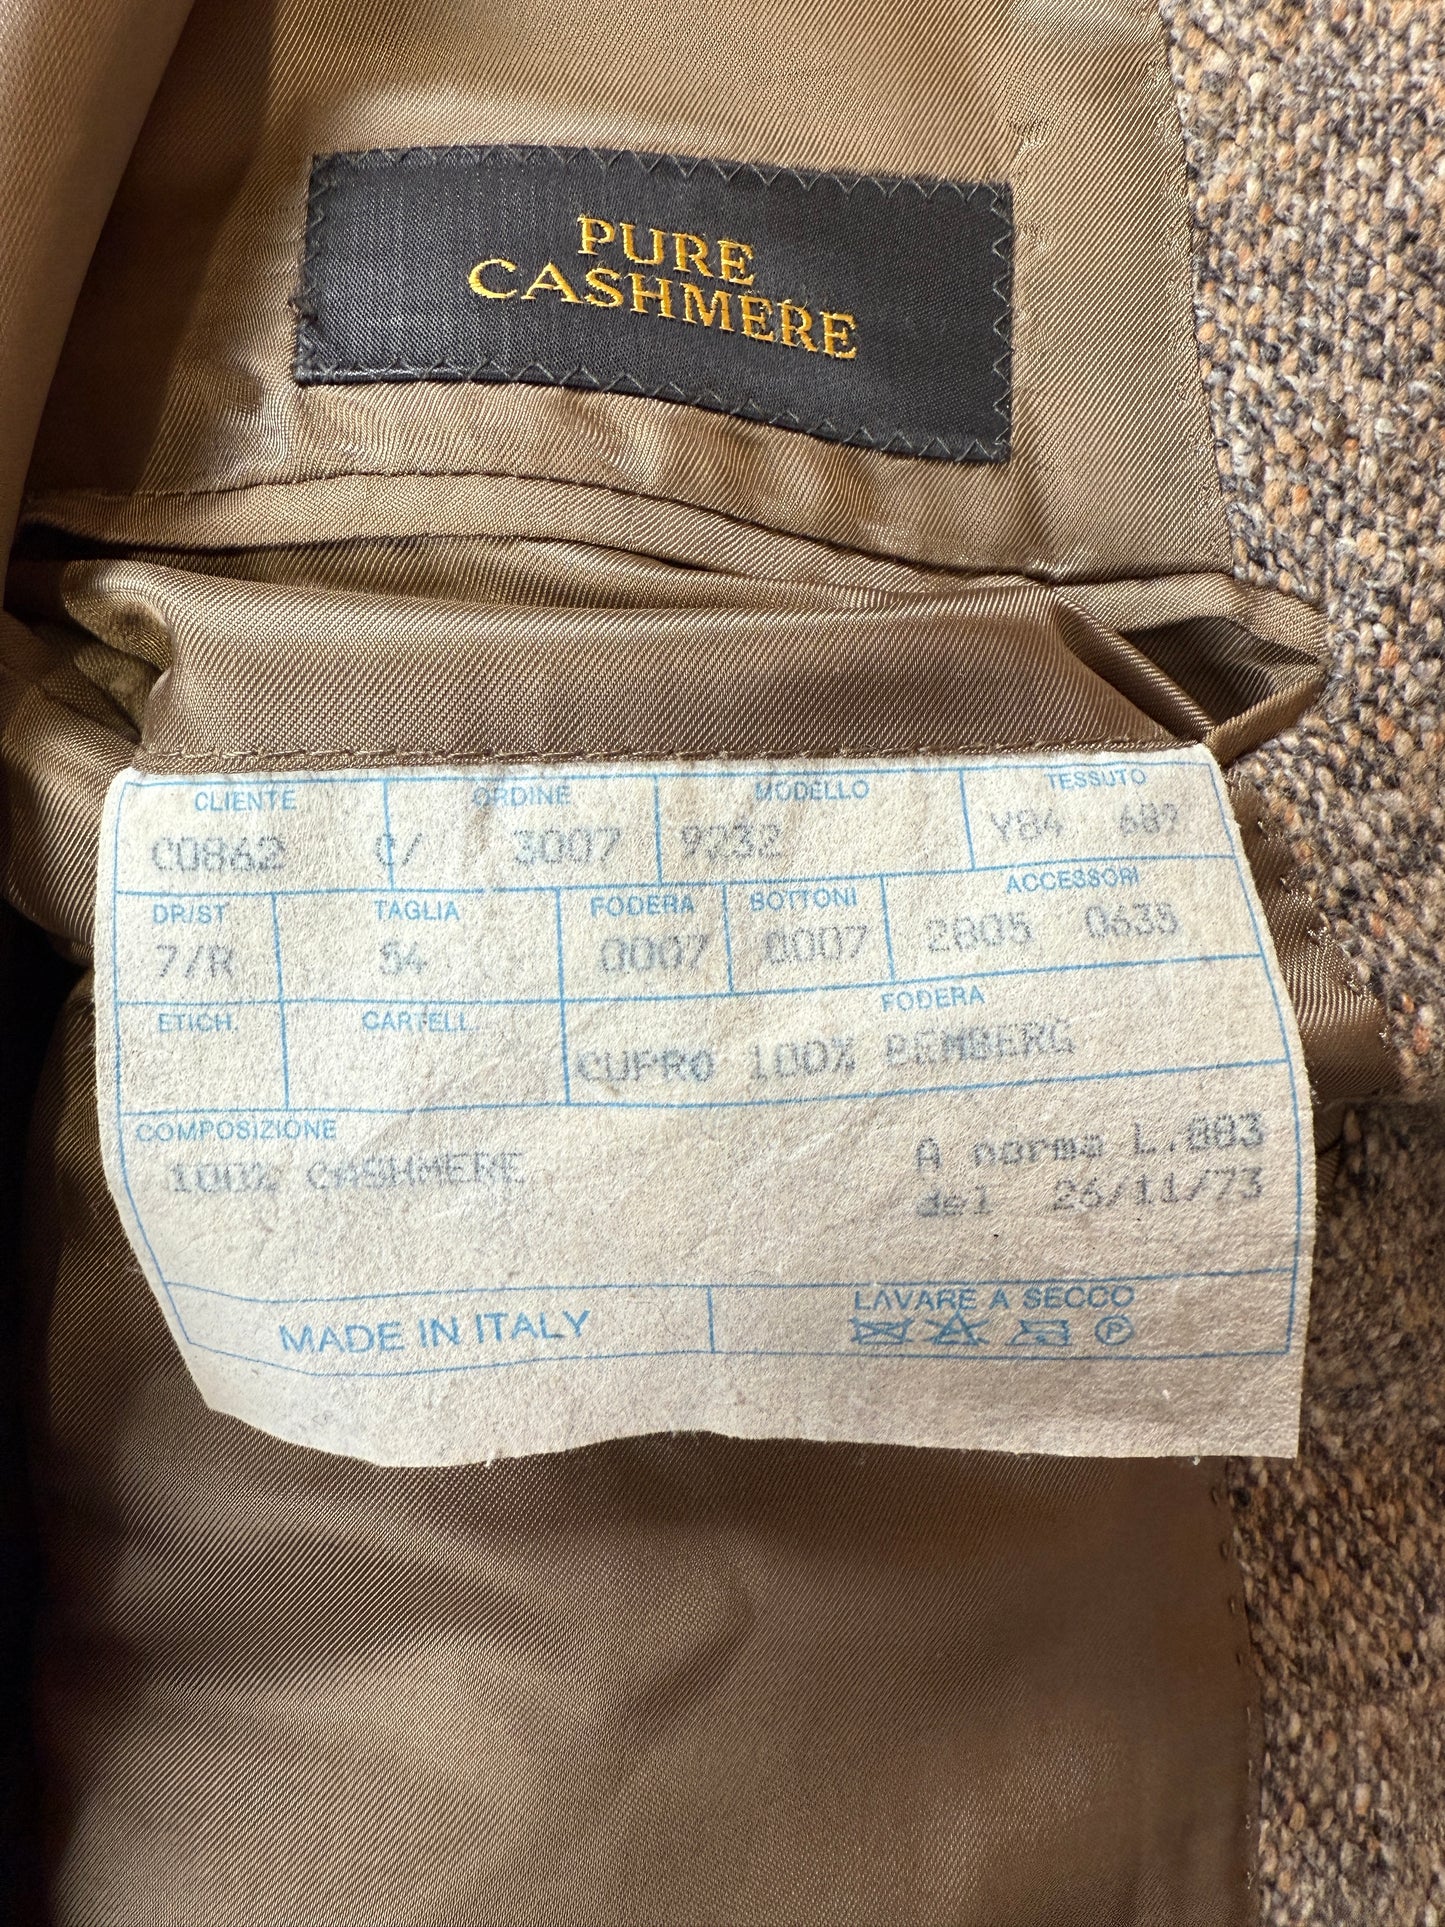 PURE
CASHMERE
CLIENTE ORDINE MODELLO TESSUTO
C0862 C/ 3007 9232 Y84 689
DR/ST TAGLIA FODERA BOTTONI ACCESSORI
7/R 54 0007 0007 2805 0635
ETICH. CARTELL. FODERA
CUPRO 100% BEMBERG
COMPOSIZIONE
100% CASHMERE A norma L.883
del 26/11/73
MADE IN ITALY LAVARE A SECCO
P